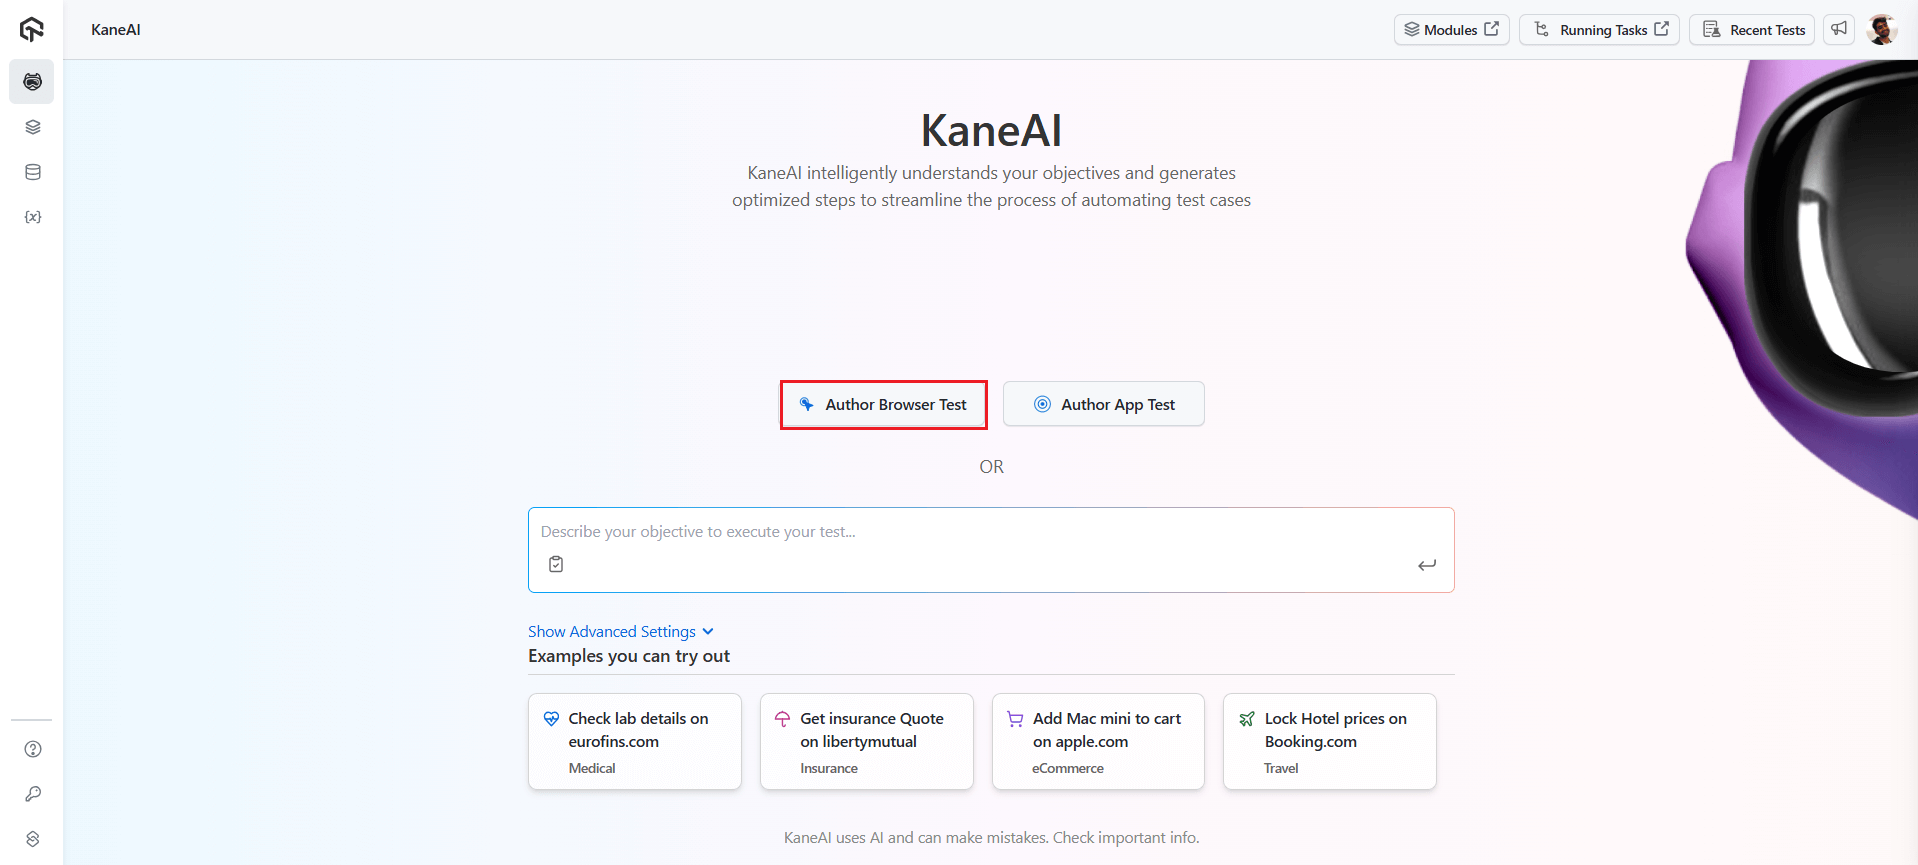 KaneAI
Modules
Running Tasks
Recent Tests
KaneAI
KaneAI intelligently understands your objectives and generates
optimized steps to streamline the process of automating test cases
Author Browser Test
Author App Test
OR
Describe your objective to execute your test...
Show Advanced Settings
Examples you can try out
Check lab details on
eurofins.com
Medical
Get insurance Quote
on libertymutual
Insurance
Add Mac mini to cart
on apple.com
eCommerce
Lock Hotel prices on
Booking.com
Travel
KaneAI uses AI and can make mistakes. Check important info.